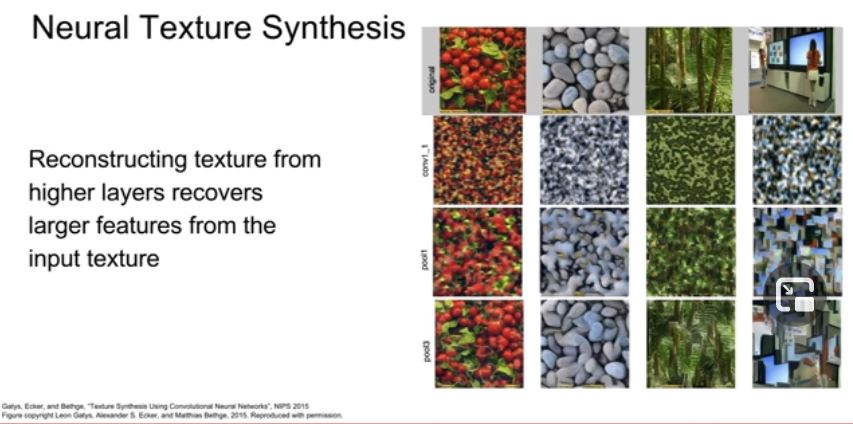 Neural Texture Synthesis
Reconstructing texture from
higher layers recovers
larger features from the
input texture
original
conv1_1
pool1
pool3
Gatys, Ecker, and Bethge, "Texture Synthesis Using Convolutional Neural Networks", NIPS 2015
Figure copyright Leon Gatys, Alexander S. Ecker, and Matthias Bethge, 2015. Reproduced with permission.